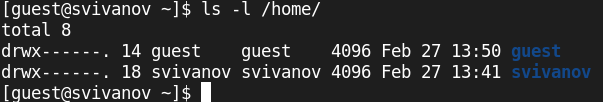 [guest@svivanov ~]$ ls -l /home/
total 8
drwx------. 14 guest    guest    4096 Feb 27 13:50 guest
drwx------. 18 svivanov svivanov 4096 Feb 27 13:41 svivanov
[guest@svivanov ~]$